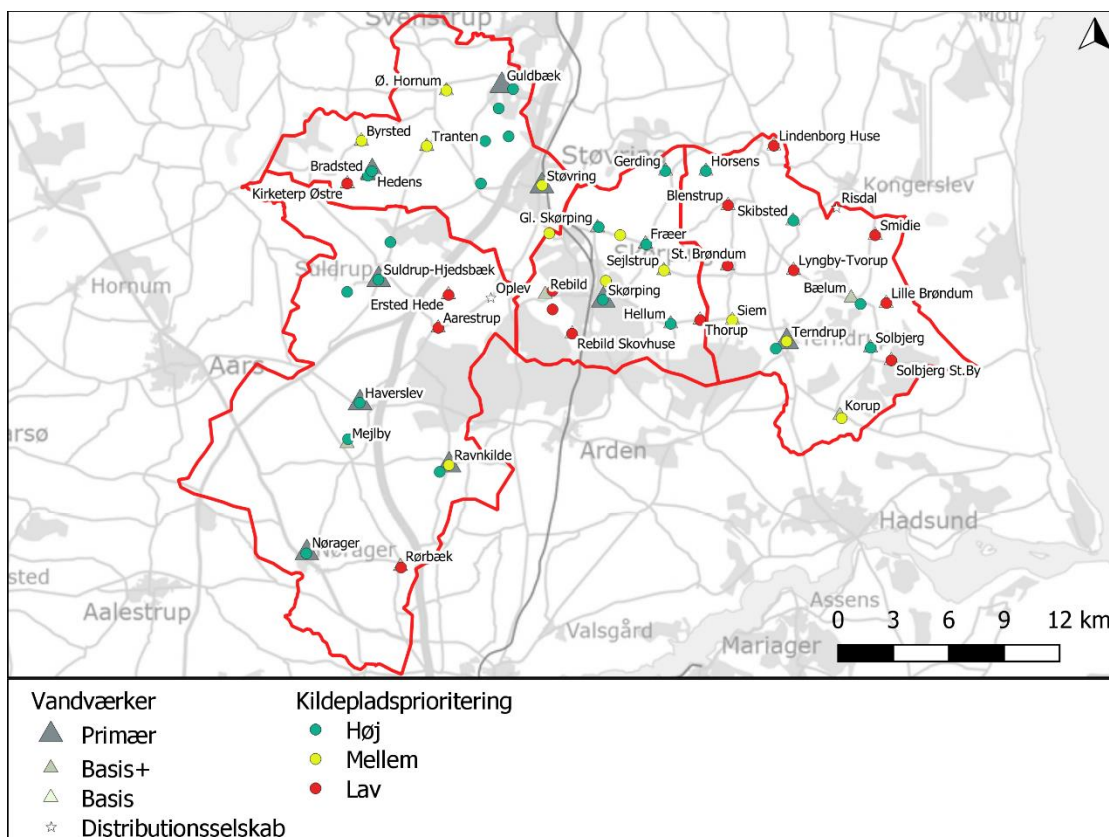 Svenstrup
Mou
Ø. Hornum
Guldbæk
Byrsted
Tranten
Lindenborg Huse
Bradsted
Hedens
Støvring
Gerding
Horsens
Kirketerp Østre
Støvring
Kongerslev
Blenstrup
Risdal
Gl. Skørping
Skibsted
Fræer
Smidie
Suldrup
Suldrup-Hjedsbæk
Sejlstrup
St. Brøndum
Lyngby-Tvorup
Hornum
Oplev
Rebild
Skørping
Bælum
Ersted Hede
Lille Brøndum
Aarestrup
Hellum
Thorup
Siem
Terndrup
Rebild Skovhuse
Solbjerg
Aars
Solbjerg St.By
Haverslev
Korup
Mejlby
Ravnkilde
Arden
Hadsund
Nørager
Nørager
Rørbæk
Aalestrup
Assens
Valsgård
Mariager
0 3 6 9 12 km
Vandværker
Primær
Basis+
Basis
Distributionsselskab
Kildepladsprioritering
Høj
Mellem
Lav